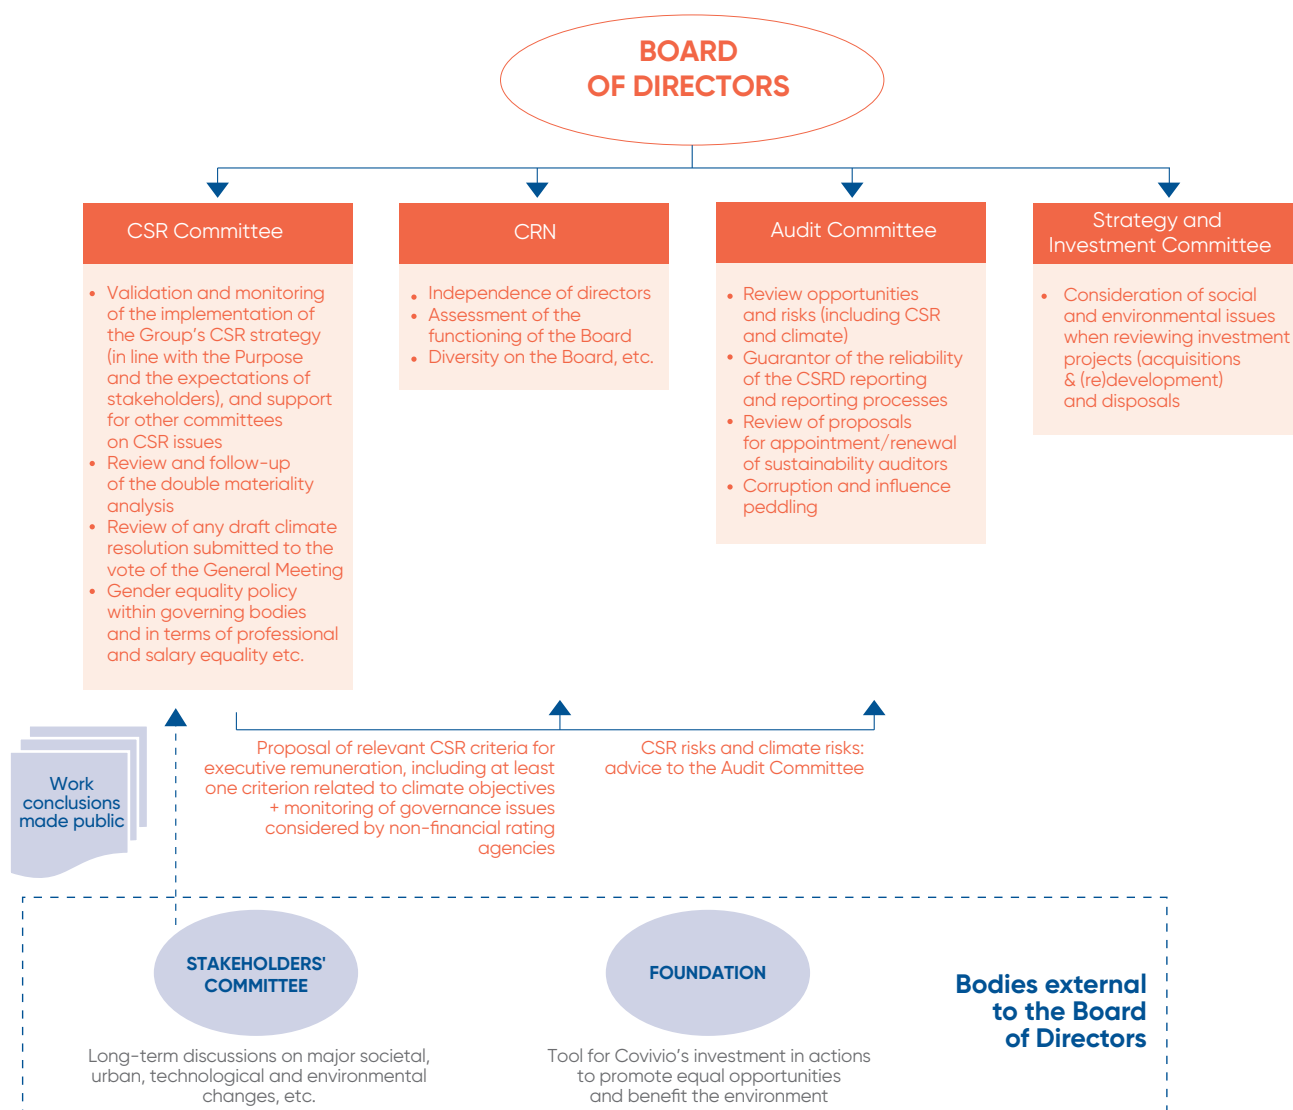 BOARD
OF DIRECTORS
CSR Committee
• Validation and monitoring
of the implementation of
the Group's CSR strategy
(in line with the Purpose
and the expectations of
stakeholders), and support
for other committees
on CSR issues
• Review and follow-up
of the double materiality
analysis
• Review of any draft climate
resolution submitted to the
vote of the General Meeting
• Gender equality policy
within governing bodies
and in terms of professional
and salary equality etc.
CRN
• Independence of directors
• Assessment of the
functioning of the Board
• Diversity on the Board, etc.
Audit Committee
• Review opportunities
and risks (including CSR
and climate)
• Guarantor of the reliability
of the CSRD reporting
and reporting processes
• Review of proposals
for appointment/renewal
of sustainability auditors
• Corruption and influence
peddling
Strategy and
Investment Committee
• Consideration of social
and environmental issues
when reviewing investment
projects (acquisitions
& (re)development)
and disposals
Work
conclusions
made public
Proposal of relevant CSR criteria for
executive remuneration, including at least
one criterion related to climate objectives
+ monitoring of governance issues
considered by non-financial rating
agencies
CSR risks and climate risks:
advice to the Audit Committee
STAKEHOLDERS'
COMMITTEE
Long-term discussions on major societal,
urban, technological and environmental
changes, etc.
FOUNDATION
Tool for Covivio's investment in actions
to promote equal opportunities
and benefit the environment
Bodies external
to the Board
of Directors